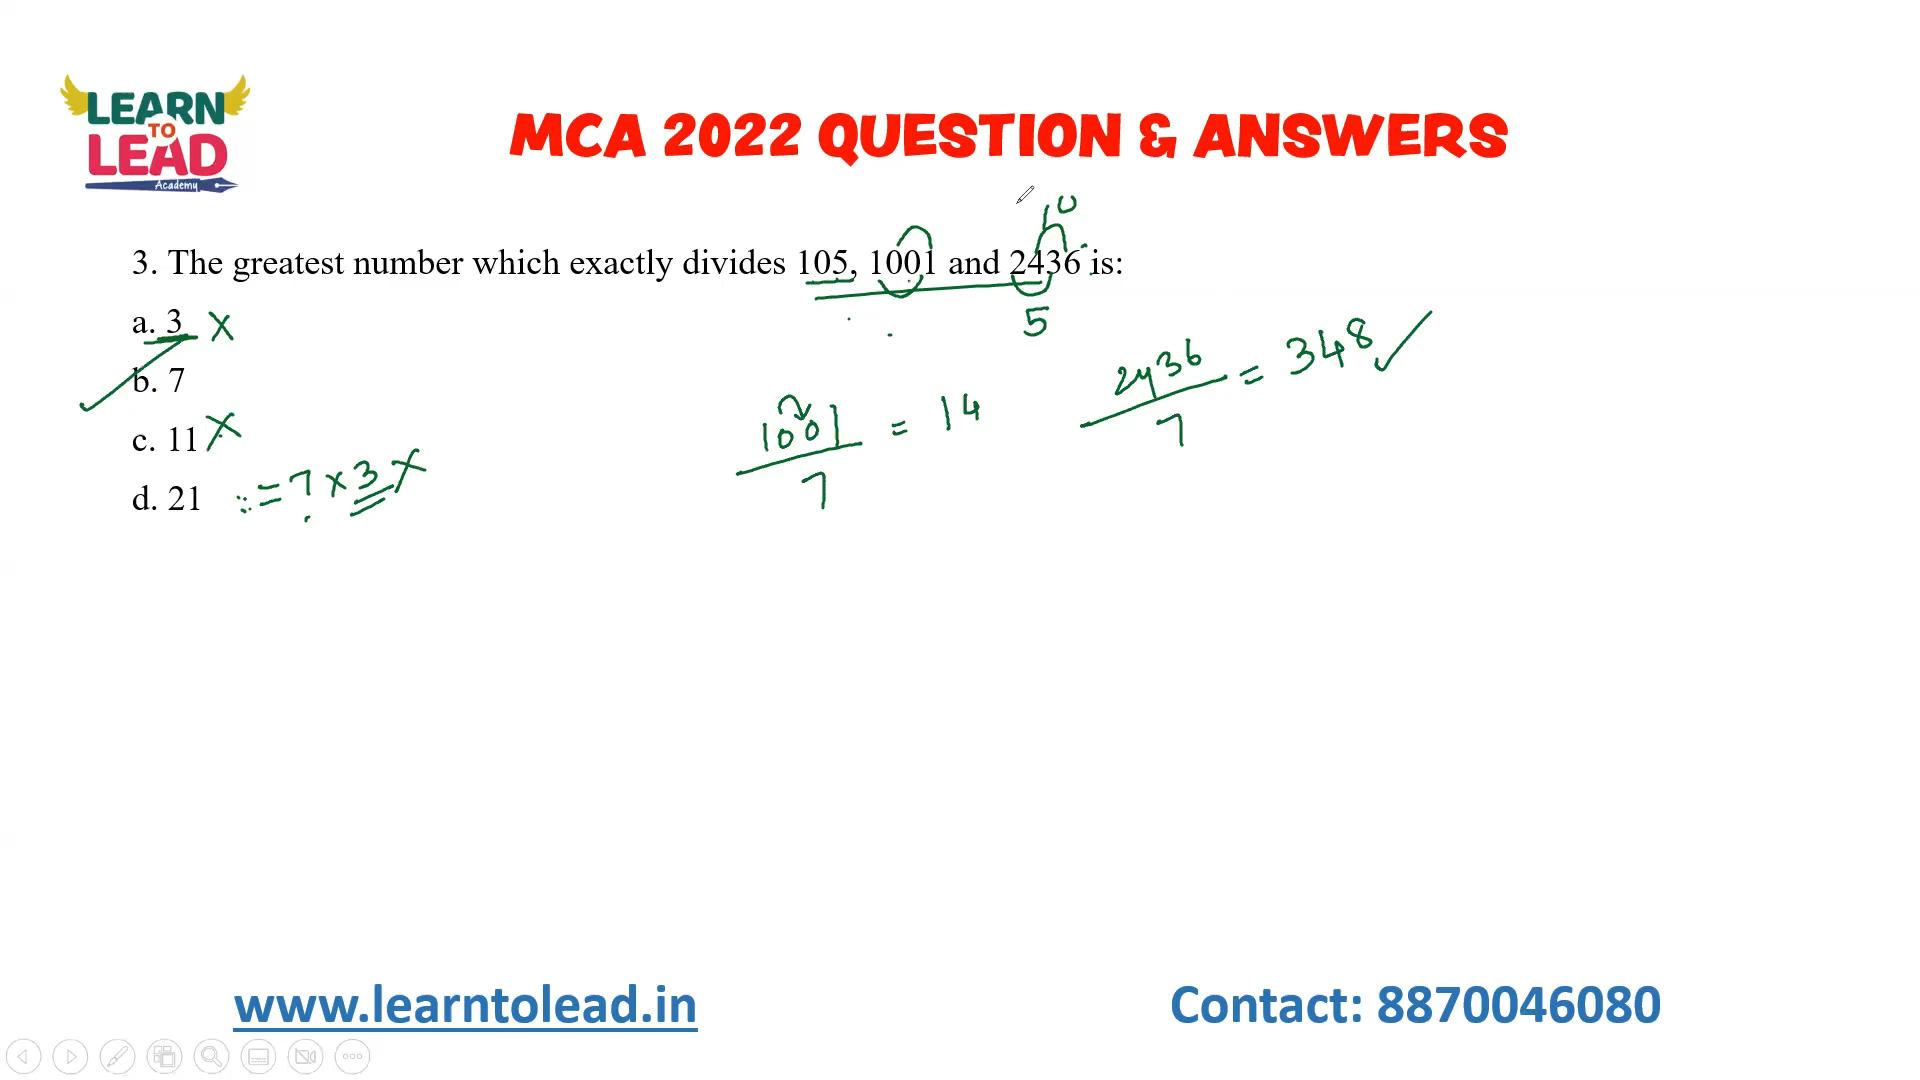 LEARN
TO
LEAD
Academy
MCA 2022 QUESTION & ANSWERS
10
3. The greatest number which exactly divides 105, 1001 and 2436 is:
5
a. 3 X
b. 7
c. 11 X
d. 21 = 7 x 3 X
1001 = 14
7
2436 = 348 ✓
7
www.learntolead.in
Contact: 8870046080